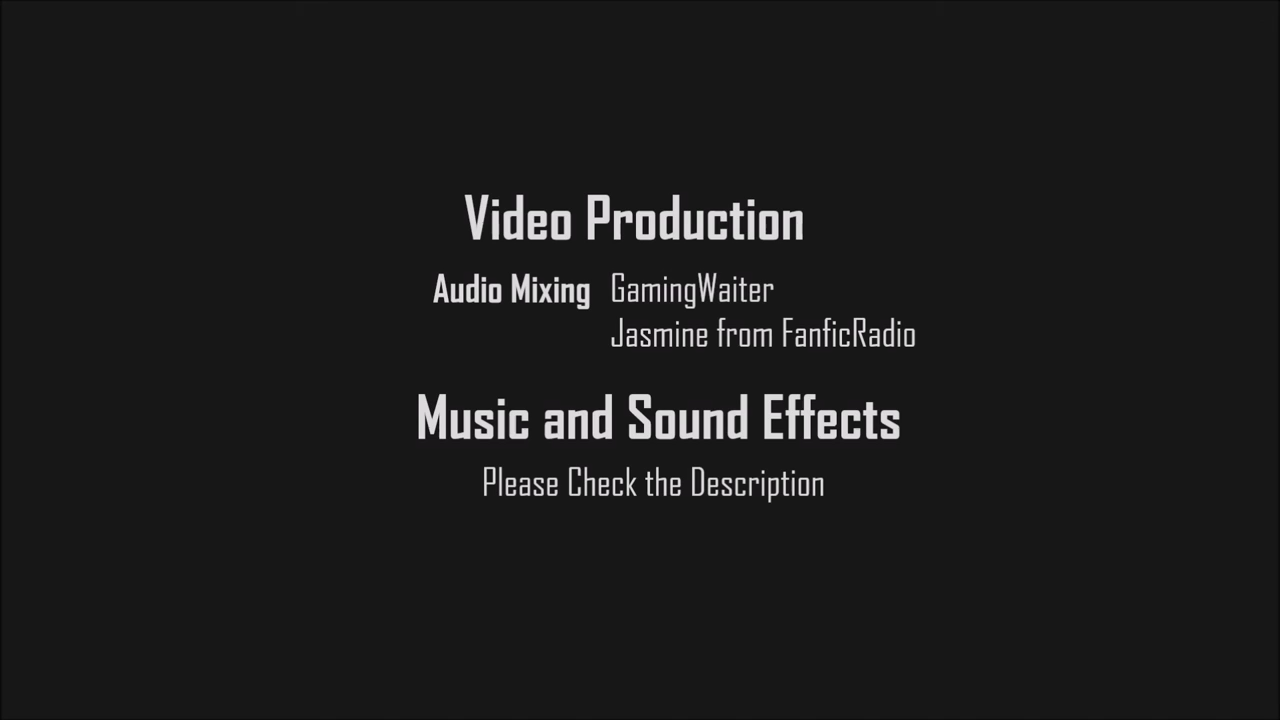 Video Production
Audio Mixing GamingWaiter
Jasmine from FanficRadio
Music and Sound Effects
Please Check the Description